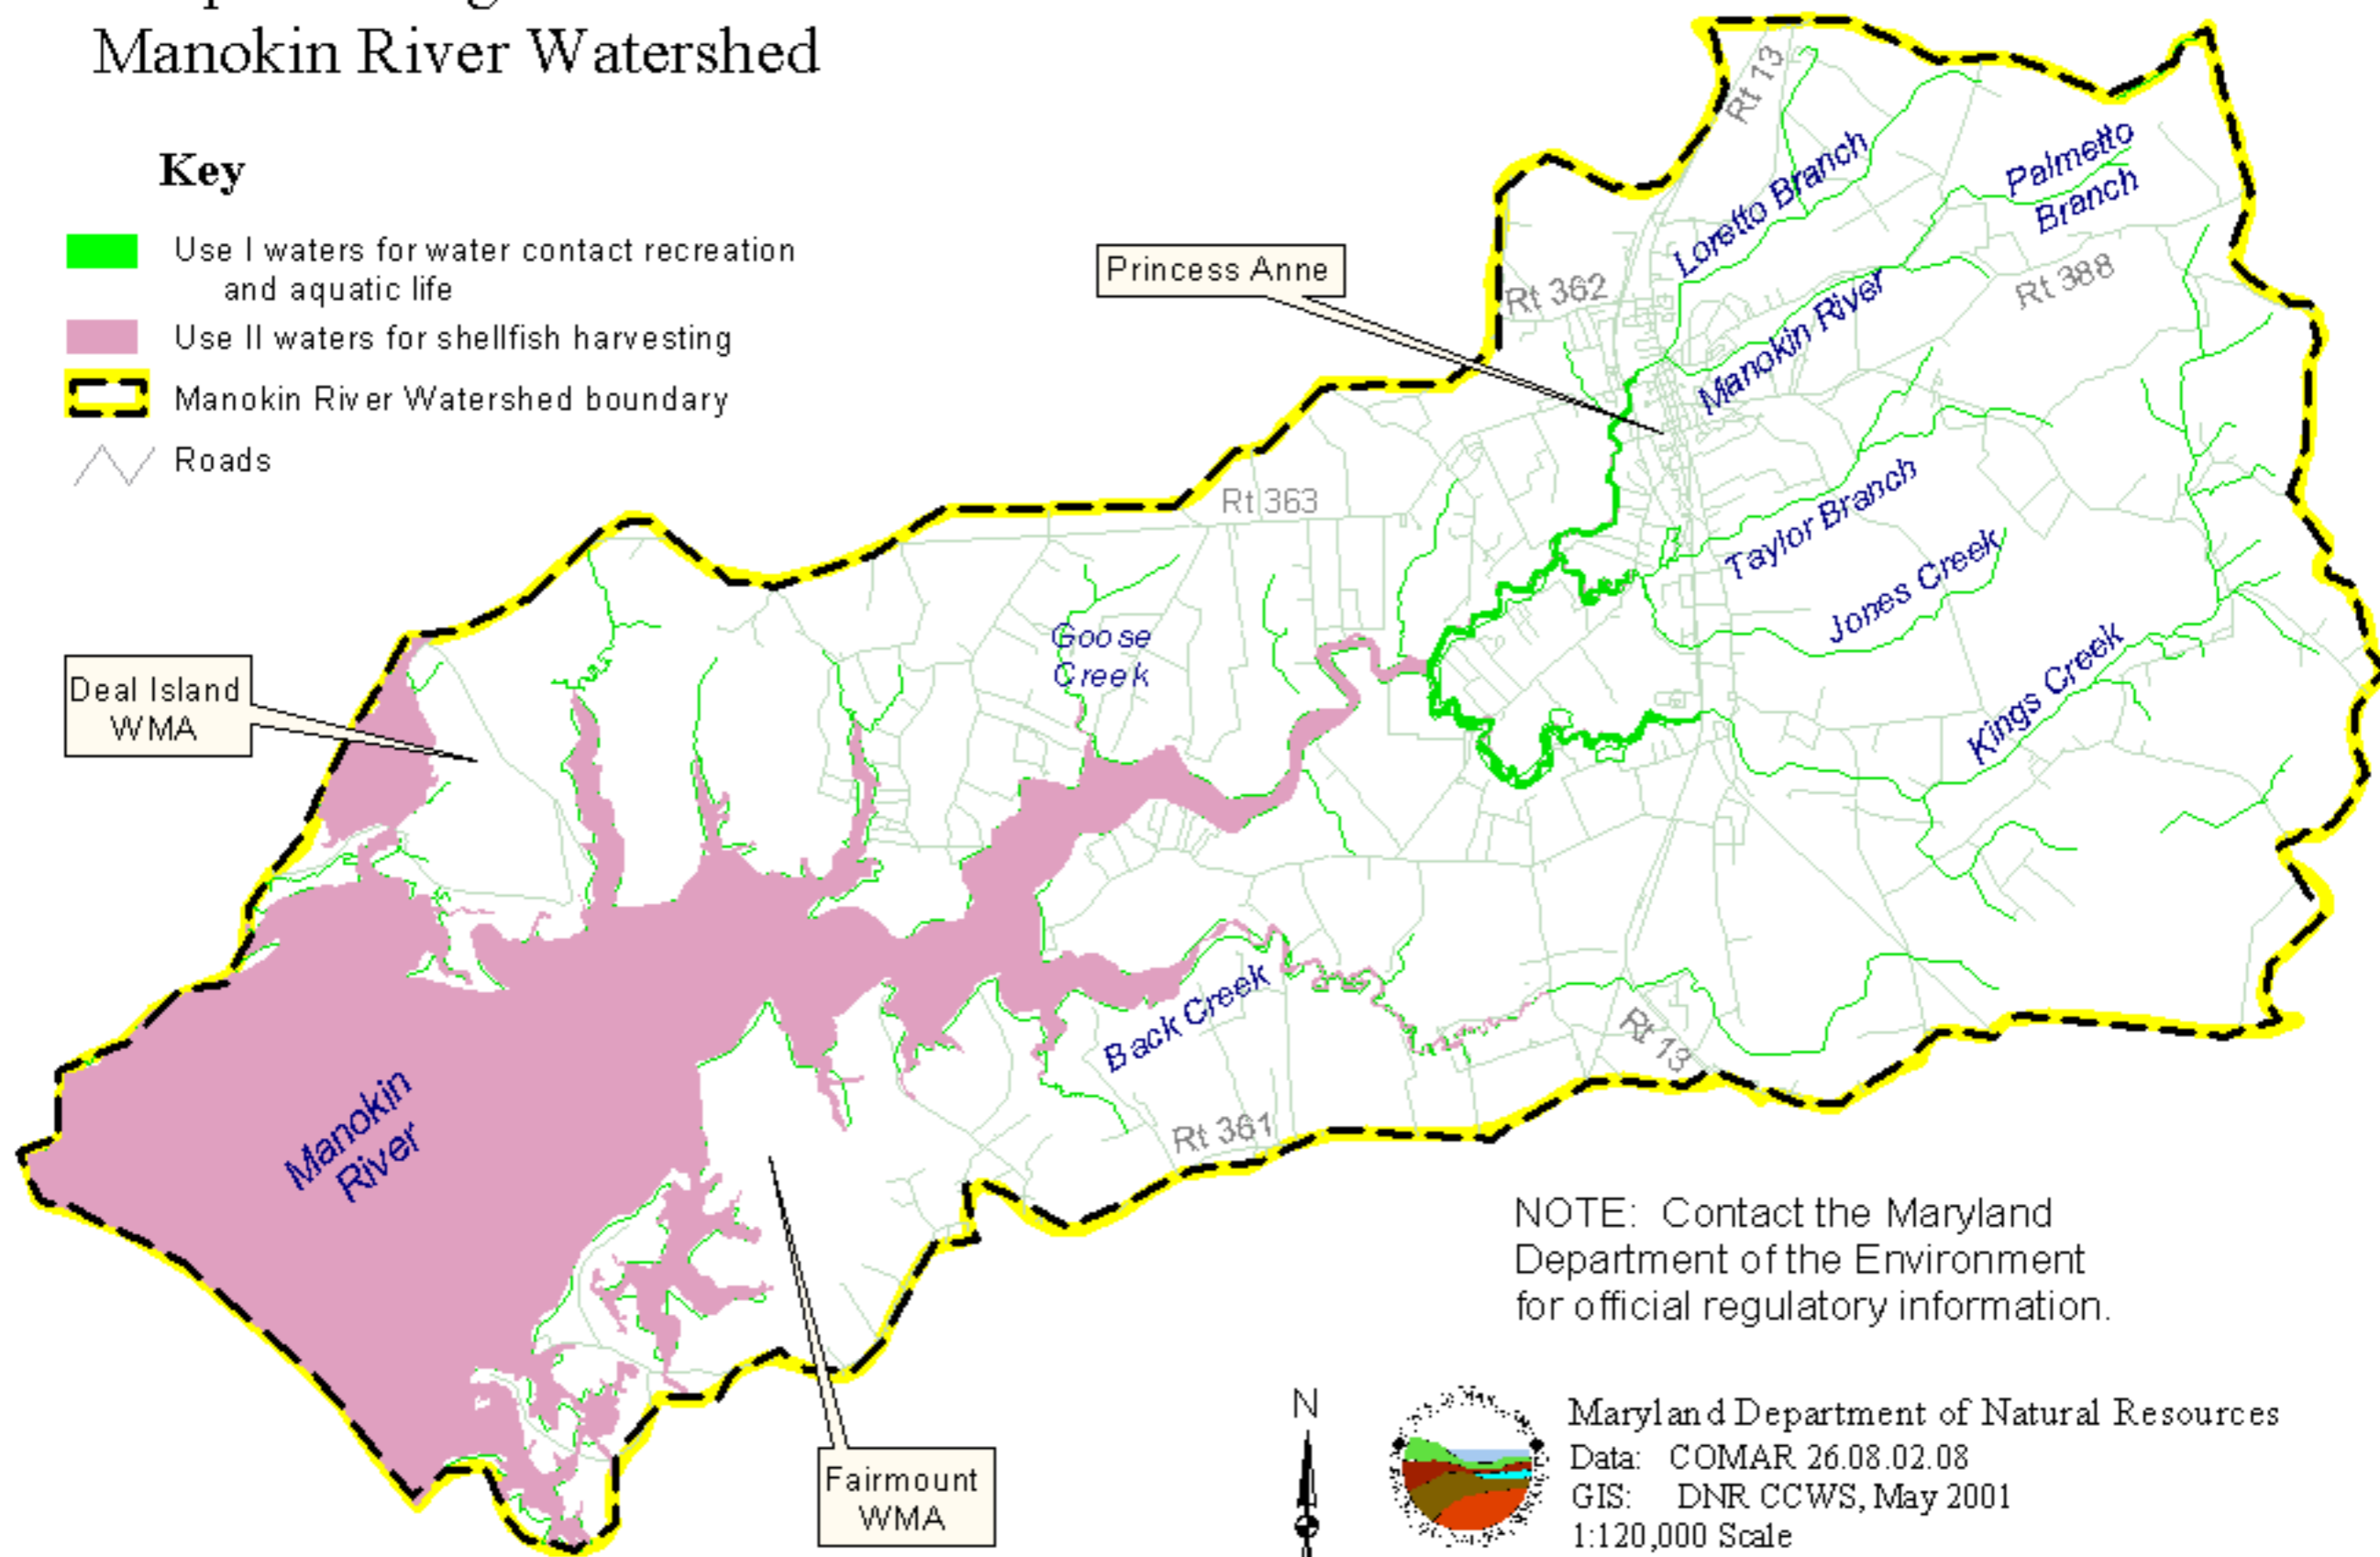 Manokin River Watershed
Key
Use I waters for water contact recreation
and aquatic life
Use II waters for shellfish harvesting
Manokin River Watershed boundary
Roads
Rt 13
Loretto Branch
Palmetto
Branch
Princess Anne
Rt 362
Manokin River
Rt 388
Rt 363
Taylor Branch
Jones Creek
Goose
Creek
Kings Creek
Deal Island
WMA
Back Creek
Rt 13
Manokin
River
Rt 361
Fairmount
WMA
NOTE: Contact the Maryland
Department of the Environment
for official regulatory information.
N
Maryland Department of Natural Resources
Data: COMAR 26.08.02.08
GIS: DNR CCWS, May 2001
1:120,000 Scale